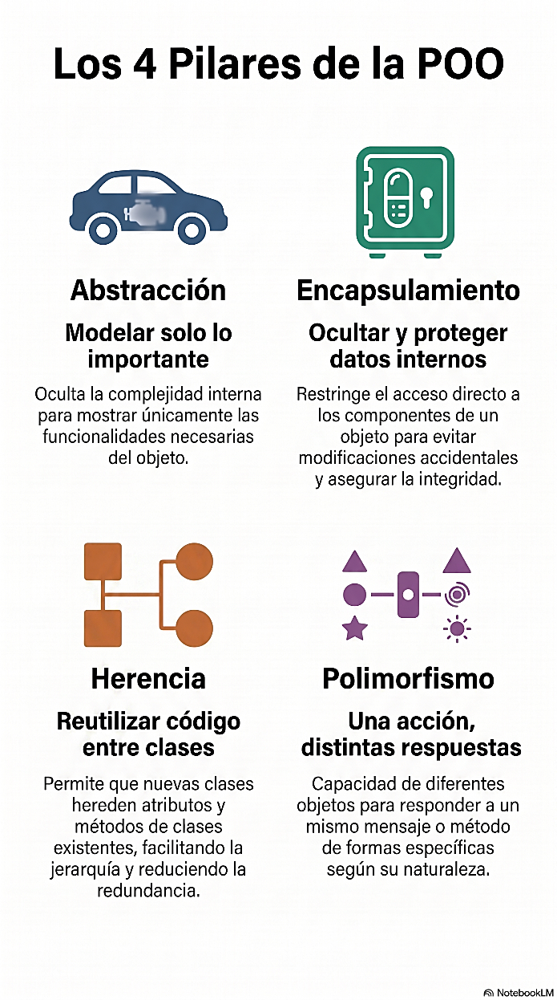 Los 4 Pilares de la POO
Abstracción
Modelar solo lo
importante
Oculta la complejidad interna
para mostrar únicamente las
funcionalidades necesarias
del objeto.
Encapsulamiento
Ocultar y proteger
datos internos
Restringe el acceso directo a
los componentes de un
objeto para evitar
modificaciones accidentales
y asegurar la integridad.
Herencia
Reutilizar código
entre clases
Permite que nuevas clases
hereden atributos y
métodos de clases
existentes, facilitando la
jerarquía y reduciendo la
redundancia.
Polimorfismo
Una acción,
distintas respuestas
Capacidad de diferentes
objetos para responder a un
mismo mensaje o método
de formas específicas
según su naturaleza.
NotebookLM